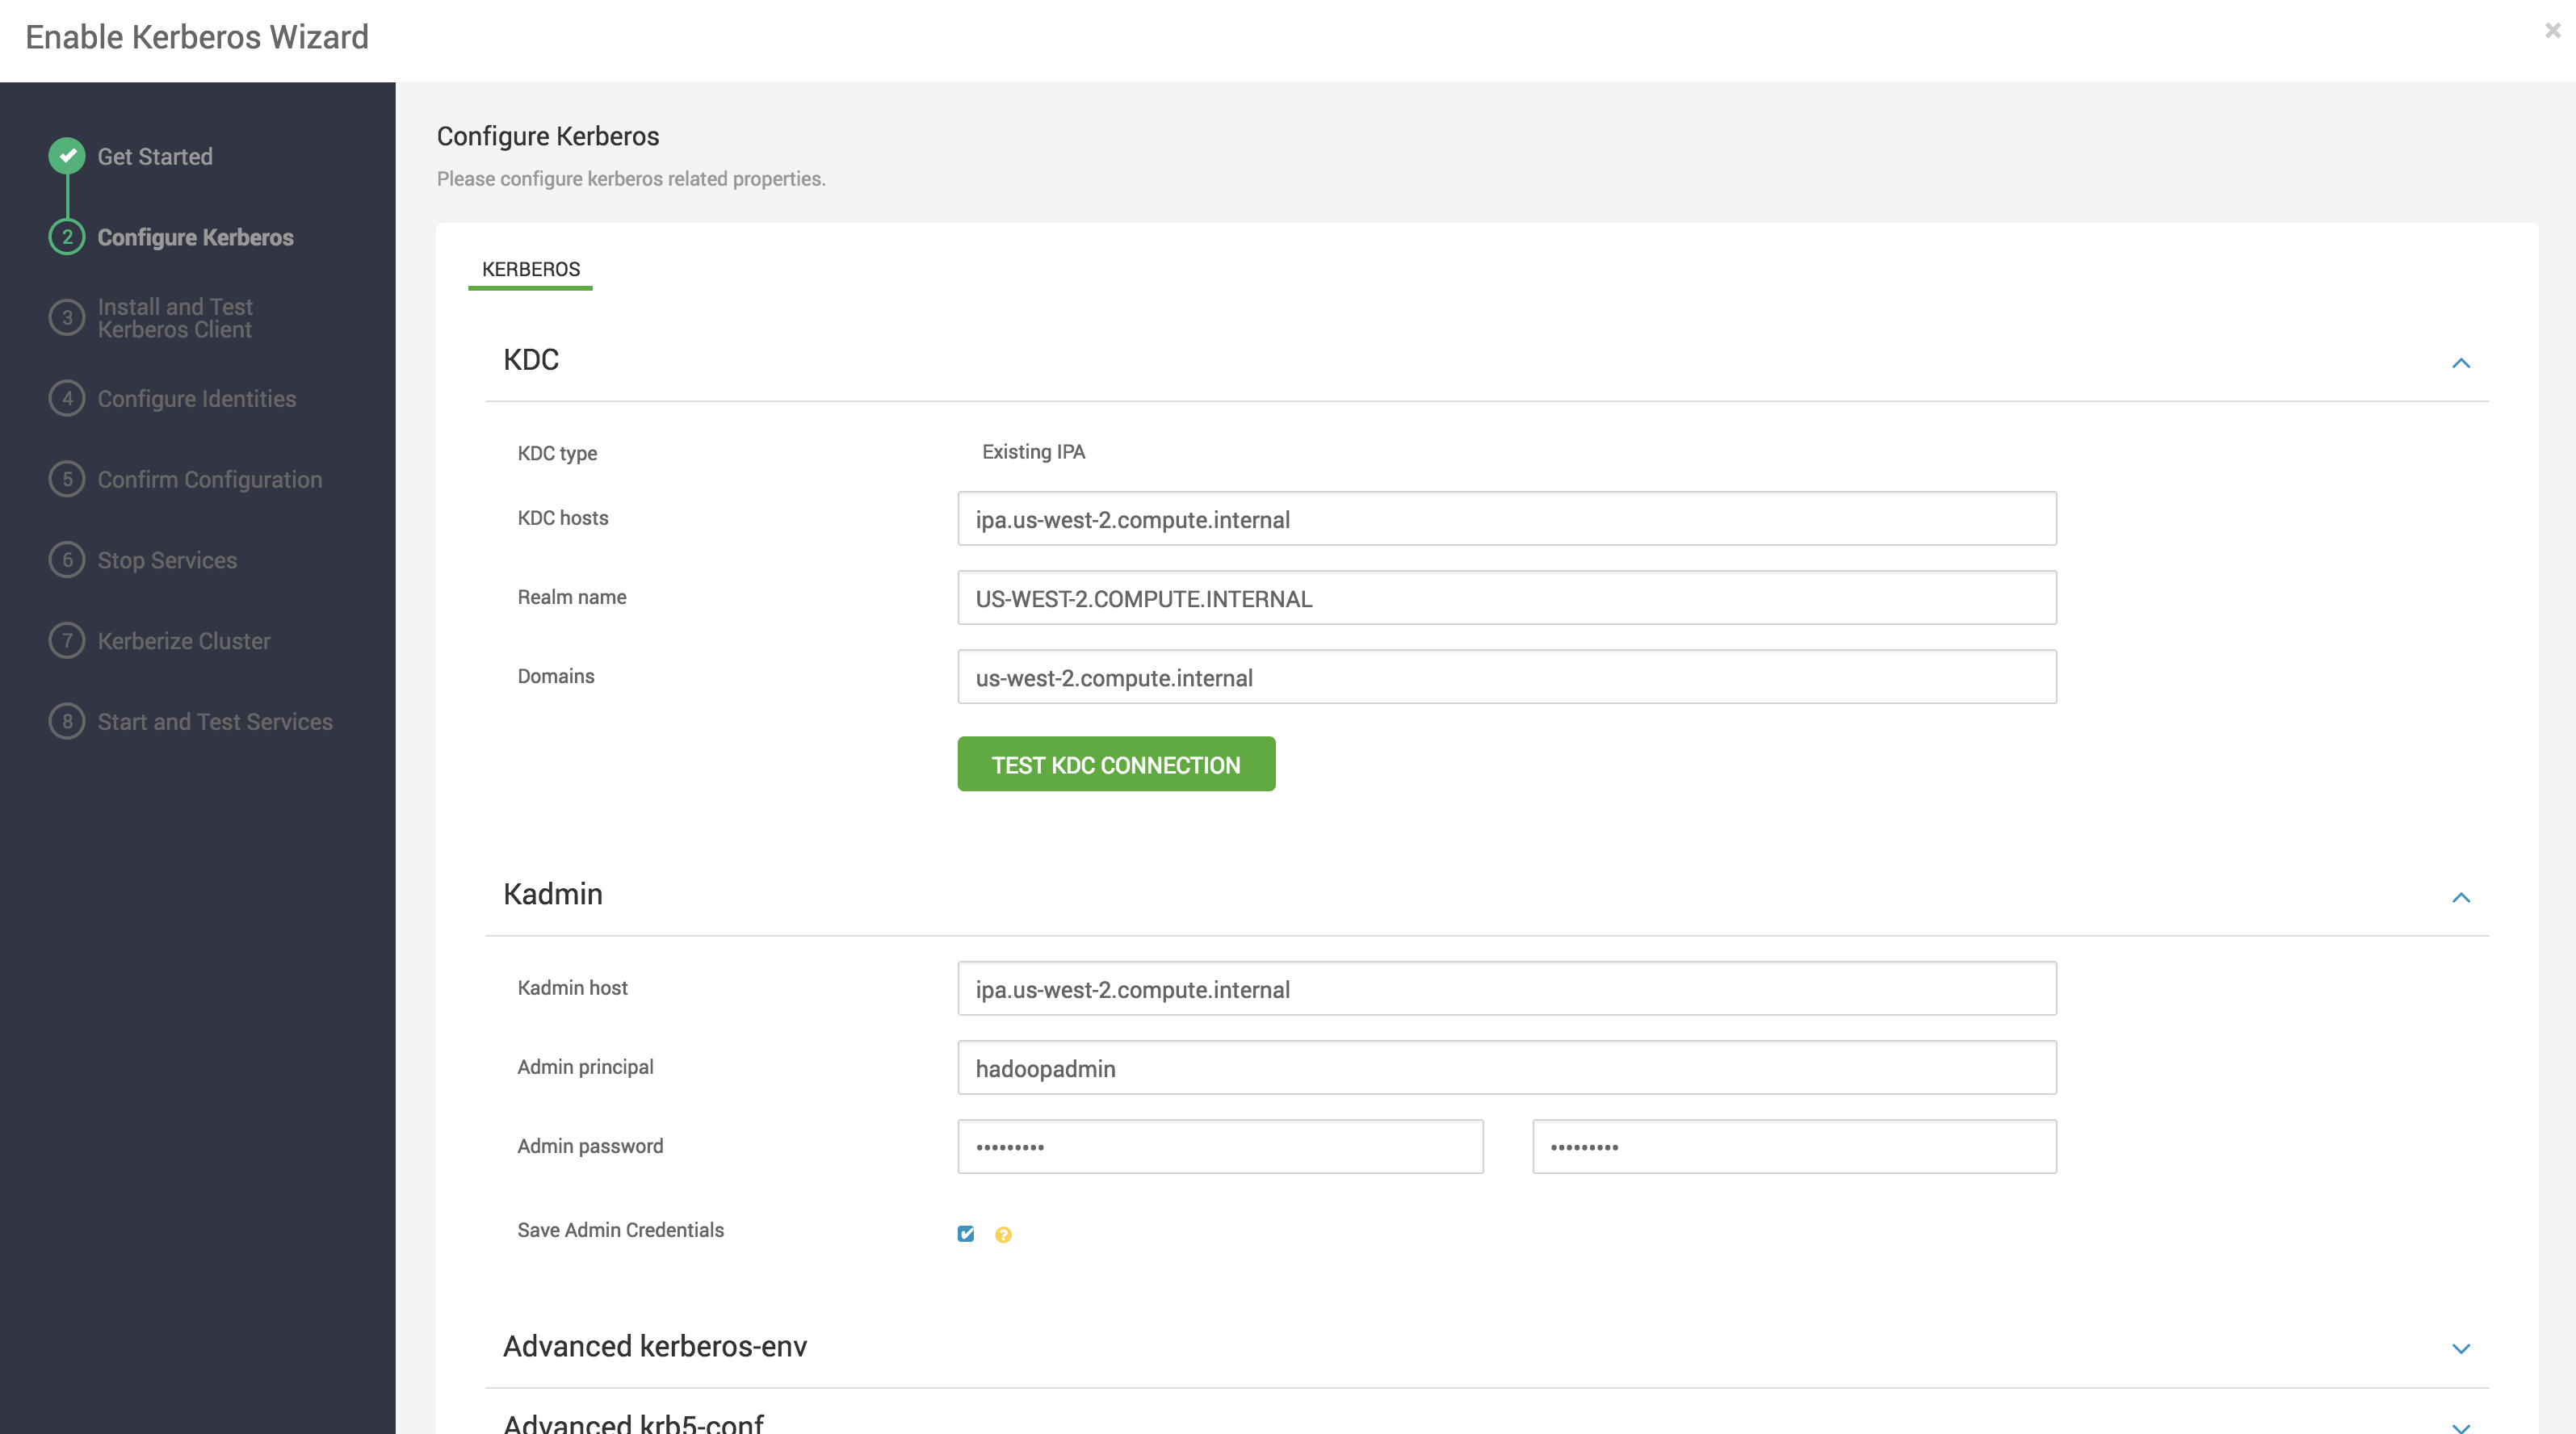 Enable Kerberos Wizard
×
Get Started
2 Configure Kerberos
3 Install and Test
Kerberos Client
4 Configure Identities
5 Confirm Configuration
6 Stop Services
7 Kerberize Cluster
8 Start and Test Services
Configure Kerberos
Please configure kerberos related properties.
KERBEROS
KDC
KDC type Existing IPA
KDC hosts ipa.us-west-2.compute.internal
Realm name US-WEST-2.COMPUTE.INTERNAL
Domains us-west-2.compute.internal
TEST KDC CONNECTION
Kadmin
Kadmin host ipa.us-west-2.compute.internal
Admin principal hadoopadmin
Admin password ••••••••• •••••••••
Save Admin Credentials ?
Advanced kerberos-env
Advanced krb5-conf